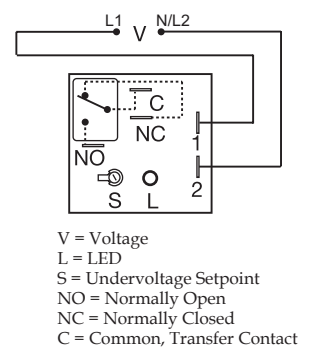 L1 V N/L2
C
NC 1
NO
2
S L
V = Voltage
L = LED
S = Undervoltage Setpoint
NO = Normally Open
NC = Normally Closed
C = Common, Transfer Contact